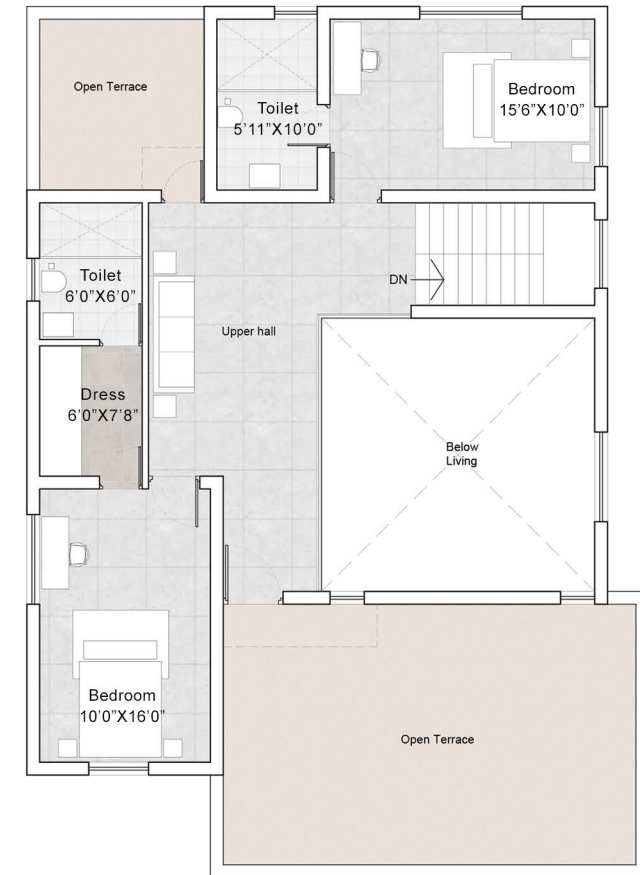 Open Terrace
Toilet
5'11"X10'0"
Bedroom
15'6"X10'0"
Toilet
6'0"X6'0"
DN
Upper hall
Dress
6'0"X7'8"
Below
Living
Bedroom
10'0"X16'0"
Open Terrace